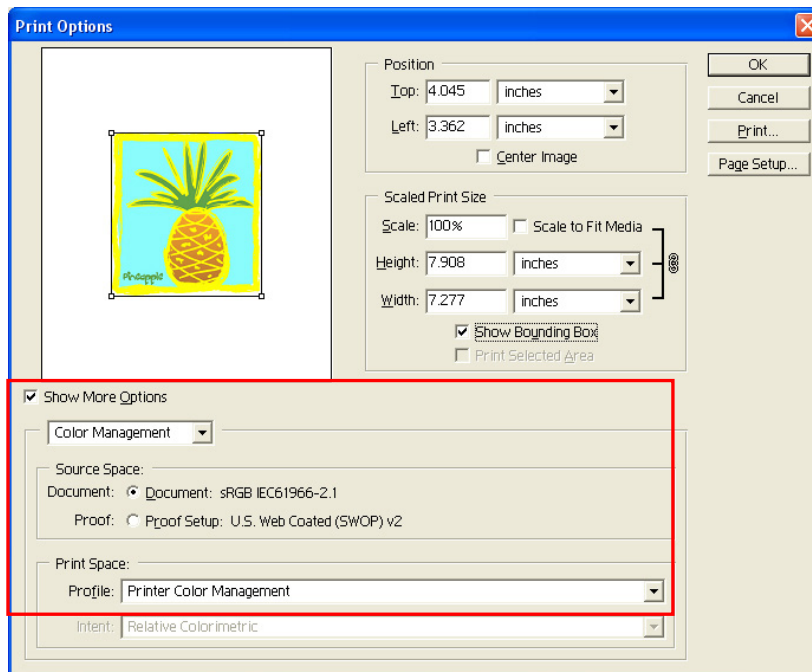 Print Options
Position
Top: 4.045 inches
Left: 3.362 inches
Center Image
OK
Cancel
Print...
Page Setup...
Scaled Print Size
Scale: 100% Scale to Fit Media
Height: 7.908 inches
Width: 7.277 inches
Show Bounding Box
Print Selected Area
Pineapple
Show More Options
Color Management
Source Space:
Document: Document: sRGB IEC61966-2.1
Proof: Proof Setup: U.S. Web Coated (SWOP) v2
Print Space:
Profile: Printer Color Management
Intent: Relative Colorimetric